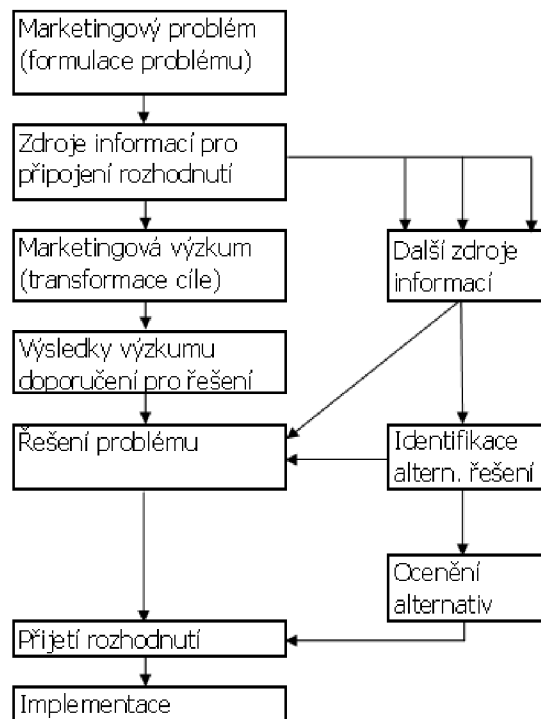 Marketingový problém
(formulace problému)
Zdroje informací pro
připojení rozhodnutí
Marketingová výzkum
(transformace cíle)
Další zdroje
informací
Výsledky výzkumu
doporučení pro řešení
Řešení problému
Identifikace
altern. řešení
Ocenění
alternativ
Přijetí rozhodnutí
Implementace